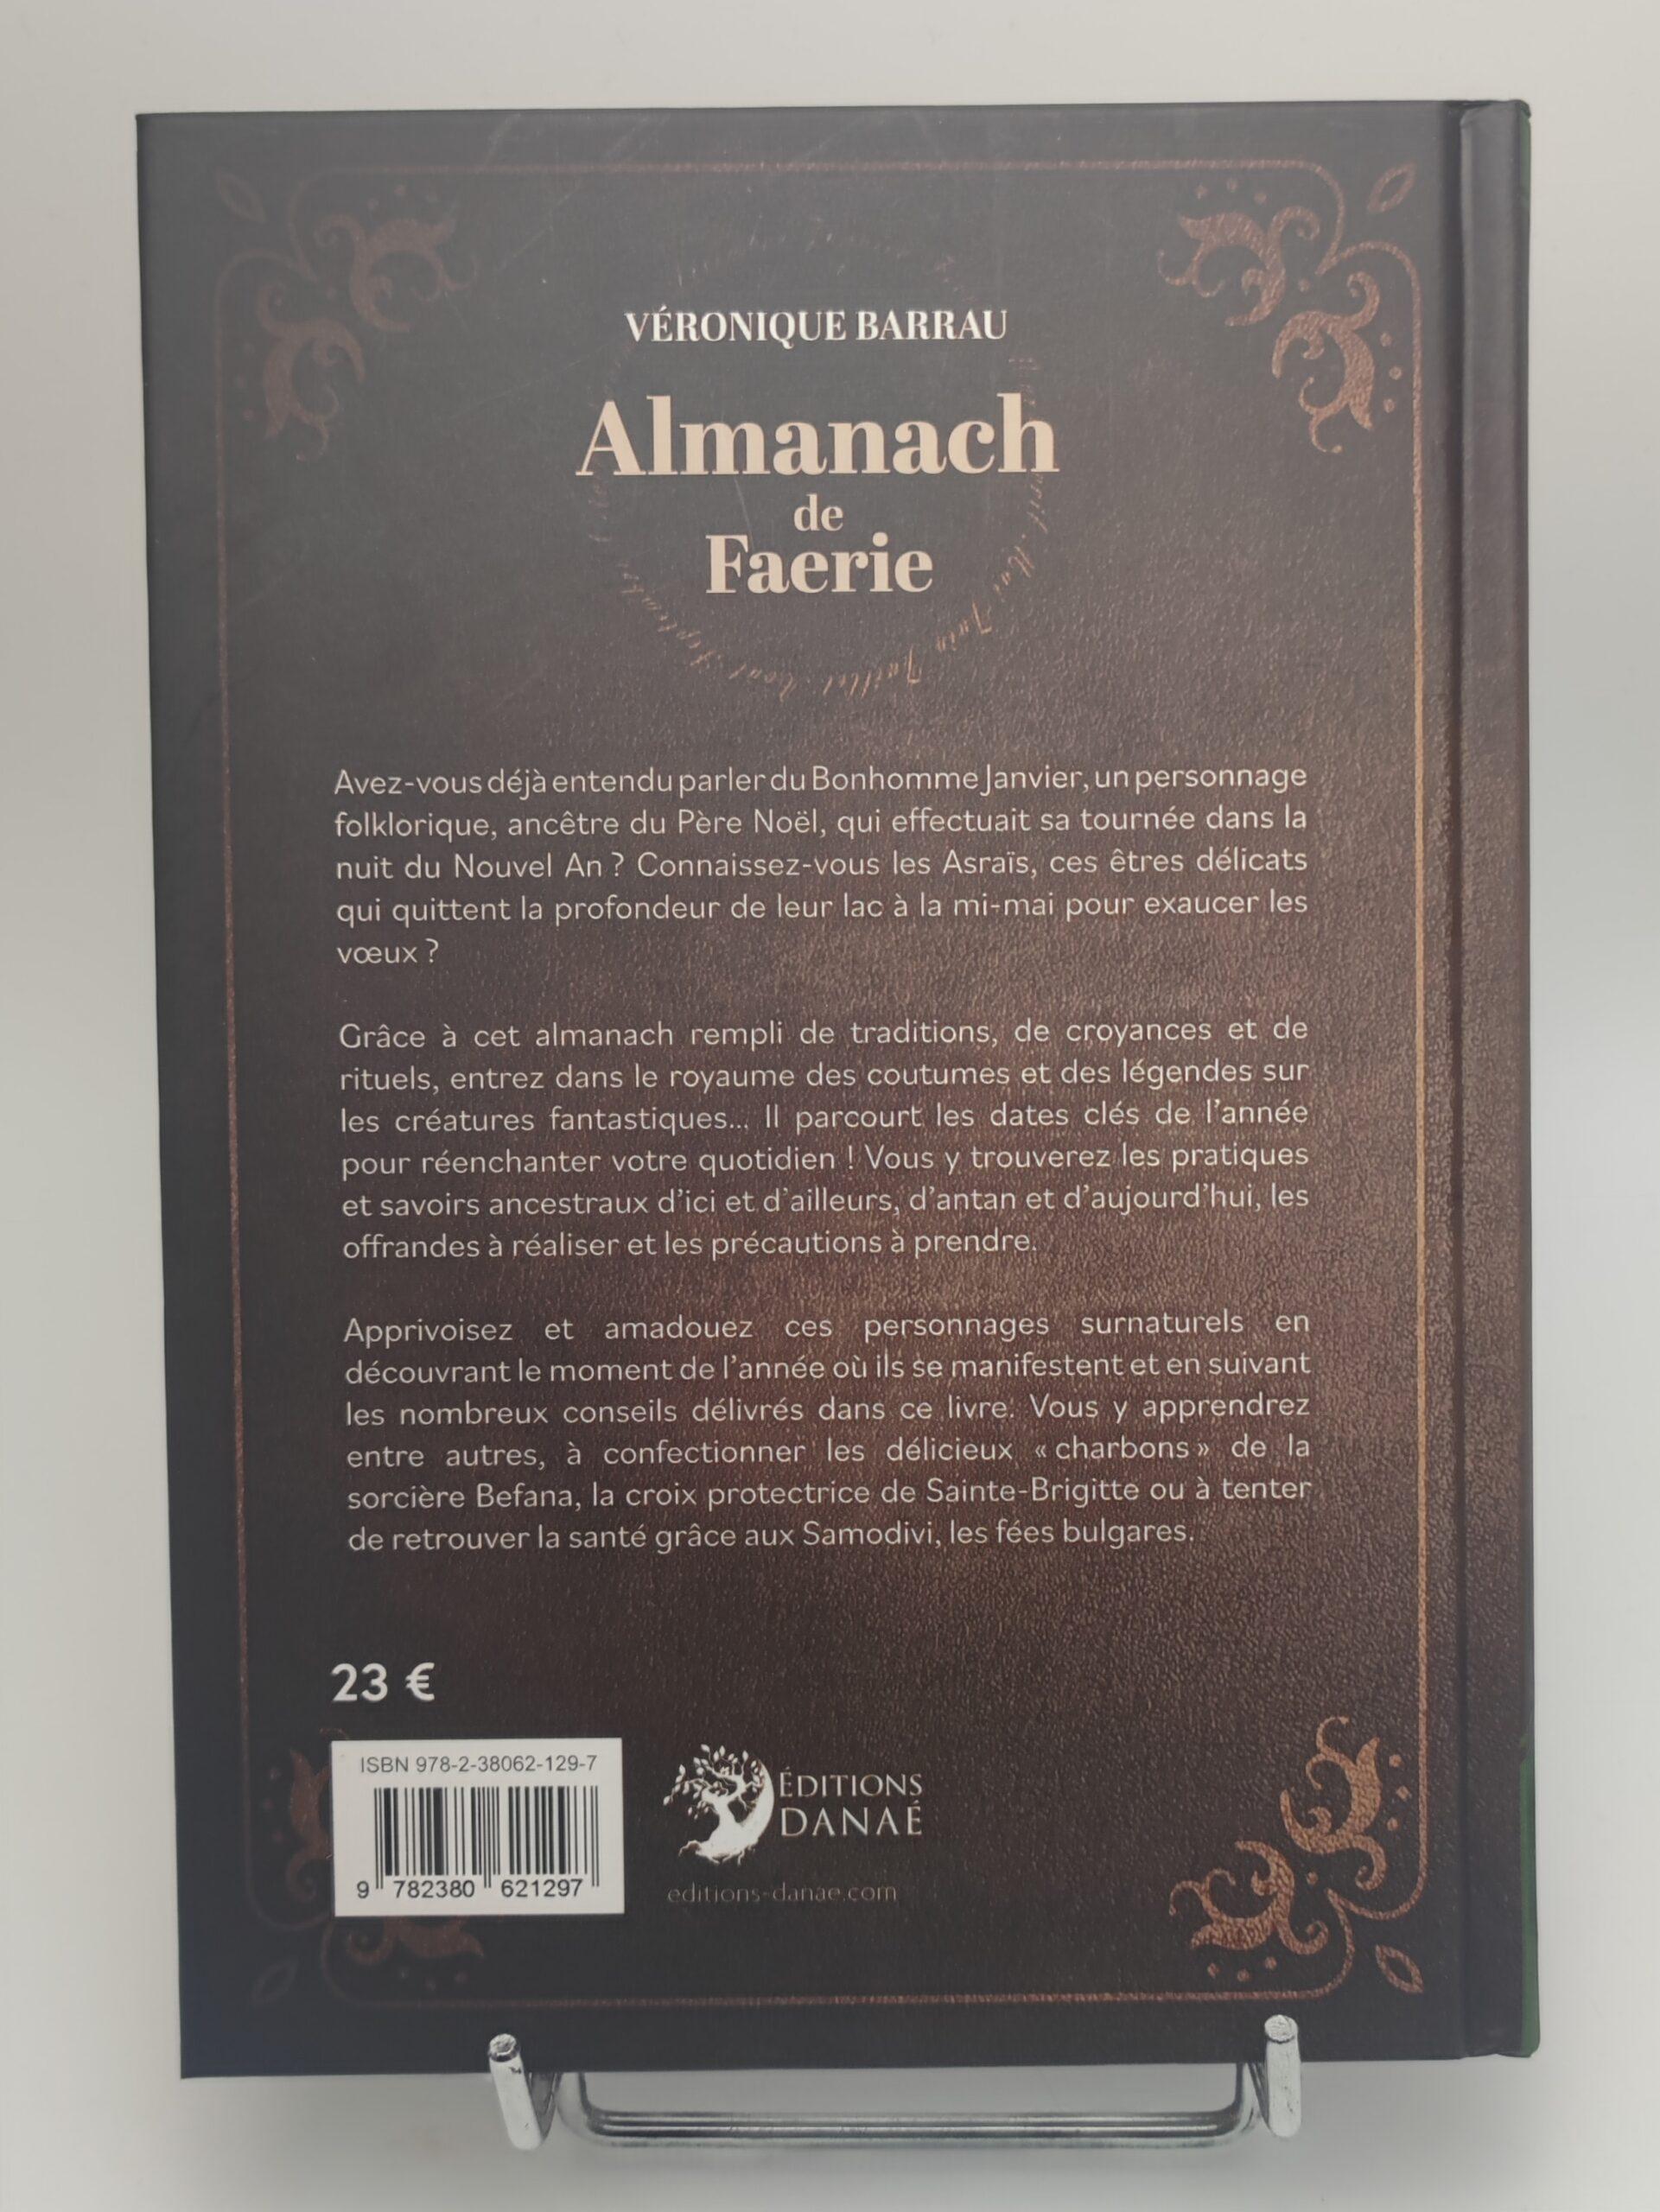 VÉRONIQUE BARRAU
Almanach
de
Faerie
Mai Juin Juillet Août Septembre
Avez-vous déjà entendu parler du Bonhomme Janvier, un personnage
folklorique, ancêtre du Père Noël, qui effectuait sa tournée dans la
nuit du Nouvel An ? Connaissez-vous les Asraïs, ces êtres délicats
qui quittent la profondeur de leur lac à la mi-mai pour exaucer les
vœux ?
Grâce à cet almanach rempli de traditions, de croyances et de
rituels, entrez dans le royaume des coutumes et des légendes sur
les créatures fantastiques... Il parcourt les dates clés de l'année
pour réenchanter votre quotidien ! Vous y trouverez les pratiques
et savoirs ancestraux d'ici et d'ailleurs, d'antan et d'aujourd'hui, les
offrandes à réaliser et les précautions à prendre.
Apprivoisez et amadouez ces personnages surnaturels en
découvrant le moment de l'année où ils se manifestent et en suivant
les nombreux conseils délivrés dans ce livre. Vous y apprendrez
entre autres, à confectionner les délicieux « charbons » de la
sorcière Befana, la croix protectrice de Sainte-Brigitte ou à tenter
de retrouver la santé grâce aux Samodivi, les fées bulgares.
23 €
ISBN 978-2-38062-129-7
9 782380 621297
ÉDITIONS
DANAÉ
editions-danae.com